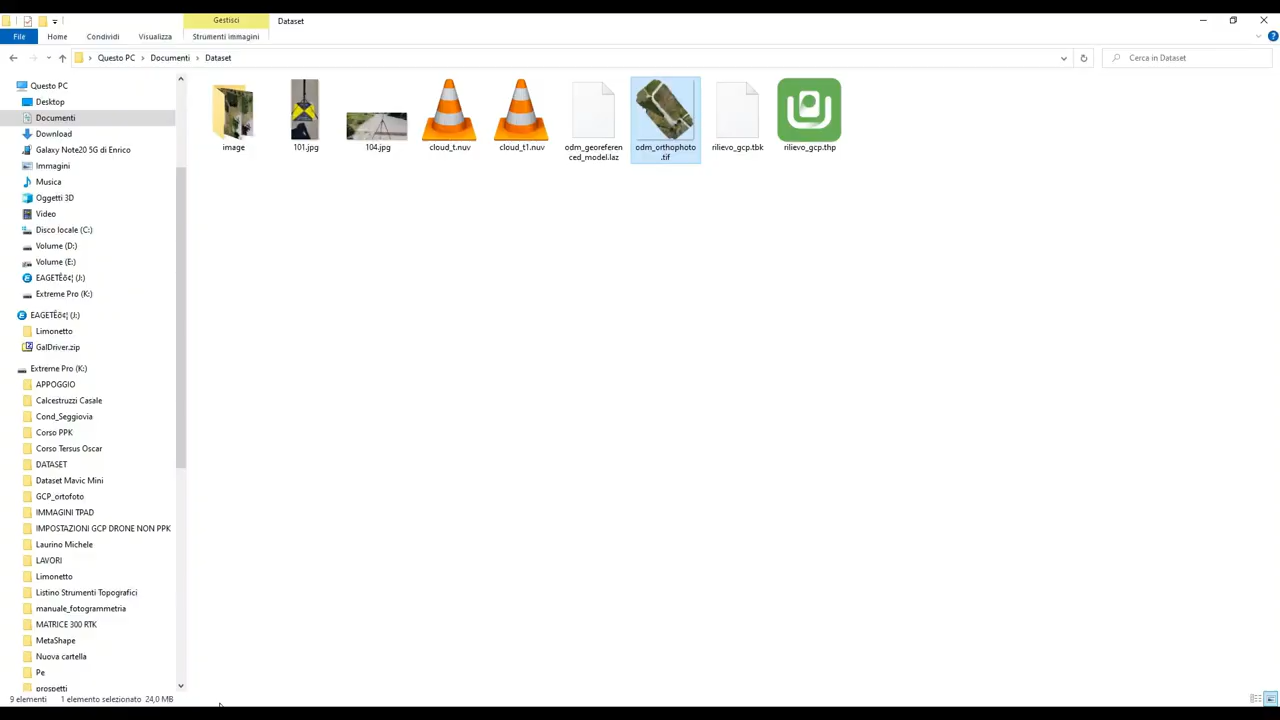 Gestisci
Dataset
File
Home
Condividi
Visualizza
Strumenti immagini
Questo PC
Documenti
Dataset
Cerca in Dataset
Questo PC
Desktop
Documenti
Download
Galaxy Note20 5G di Enrico
Immagini
Musica
Oggetti 3D
Video
Disco locale (C:)
Volume (D:)
Volume (E:)
EAGETÊõ¢¦ (J:)
Extreme Pro (K:)
EAGETÊõ¢¦ (J:)
Limonetto
GalDriver.zip
Extreme Pro (K:)
APPOGGIO
Calcestruzzi Casale
Cond_Seggiovia
Corso PPK
Corso Tersus Oscar
DATASET
Dataset Mavic Mini
GCP_ortofoto
IMMAGINI TPAD
IMPOSTAZIONI GCP DRONE NON PPK
Laurino Michele
LAVORI
Limonetto
Listino Strumenti Topografici
manuale_fotogrammetria
MATRICE 300 RTK
MetaShape
Nuova cartella
Pe
prospetti
image
101.jpg
104.jpg
cloud_t.nuv
cloud_t1.nuv
odm_georeferen
ced_model.laz
odm_orthophoto
.tif
rilievo_gcp.tbk
rilievo_gcp.thp
9 elementi
1 elemento selezionato 24,0 MB